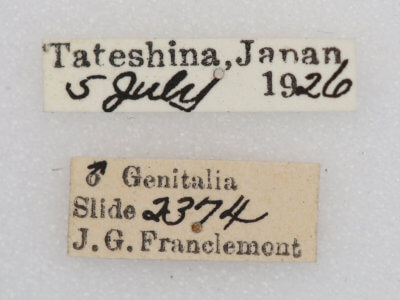 Tateshina, Japan
5 July 1926
♂ Genitalia
Slide 2374
J. G. Franclemont